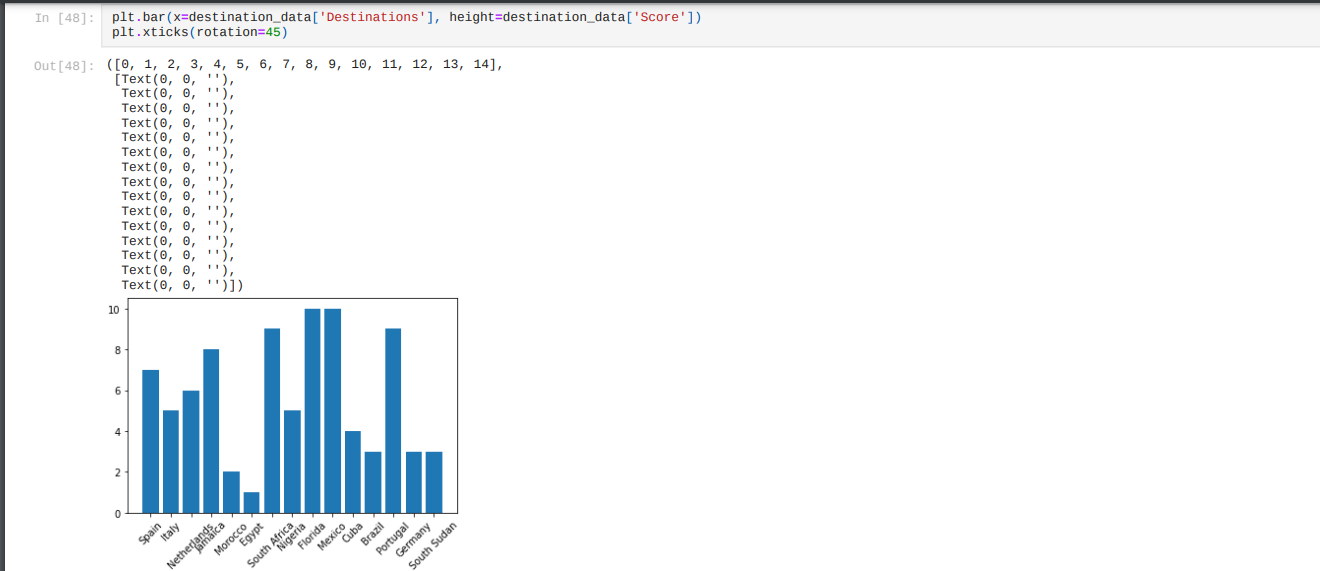 In [48]: plt.bar(x=destination_data['Destinations'], height=destination_data['Score'])
plt.xticks(rotation=45)
Out[48]: ([0, 1, 2, 3, 4, 5, 6, 7, 8, 9, 10, 11, 12, 13, 14],
[Text(0, 0, ''),
Text(0, 0, ''),
Text(0, 0, ''),
Text(0, 0, ''),
Text(0, 0, ''),
Text(0, 0, ''),
Text(0, 0, ''),
Text(0, 0, ''),
Text(0, 0, ''),
Text(0, 0, ''),
Text(0, 0, ''),
Text(0, 0, ''),
Text(0, 0, ''),
Text(0, 0, ''),
Text(0, 0, '')])
10
8
6
4
2
0
Spain
Italy
Netherlands
Jamaica
Morocco
Egypt
South Africa
Nigeria
Florida
Mexico
Cuba
Brazil
Portugal
Germany
South Sudan